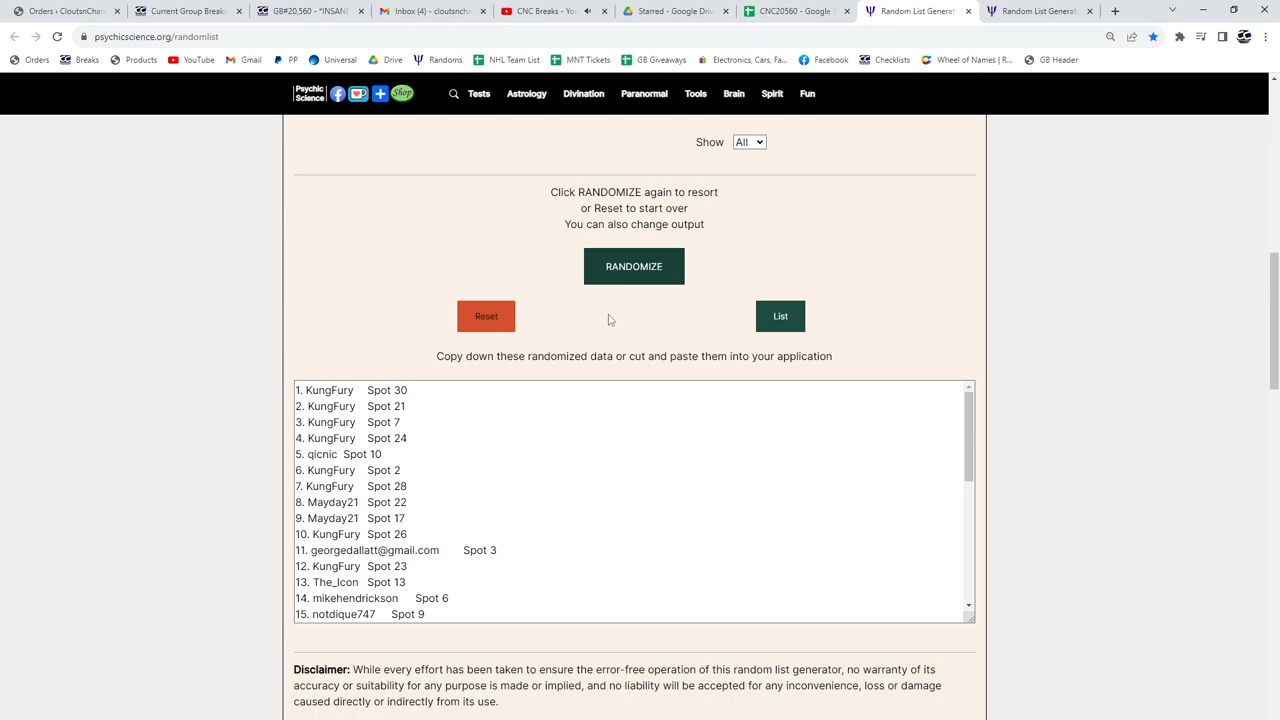 Orders ‹ CloutsnChara
Current Group Breaks
GB#20,560 - *INSANE
Inbox (4) - cloutsnch
CNC Breaks - You
Starred - Google Driv
CNC20560 - Google S
Random List Generat
Random List Generat
psychicscience.org/randomlist
Orders Breaks Products YouTube Gmail PP Universal Drive Randoms NHL Team List MNT Tickets GB Giveaways Electronics, Cars, Fa... Facebook Checklists Wheel of Names | R... GB Header
Psychic Science Shop Tests Astrology Divination Paranormal Tools Brain Spirit Fun
Show All
Click RANDOMIZE again to resort
or Reset to start over
You can also change output
RANDOMIZE
Reset List
Copy down these randomized data or cut and paste them into your application
1. KungFury Spot 30
2. KungFury Spot 21
3. KungFury Spot 7
4. KungFury Spot 24
5. qicnic Spot 10
6. KungFury Spot 2
7. KungFury Spot 28
8. Mayday21 Spot 22
9. Mayday21 Spot 17
10. KungFury Spot 26
11. georgedallatt@gmail.com Spot 3
12. KungFury Spot 23
13. The_Icon Spot 13
14. mikehendrickson Spot 6
15. notdique747 Spot 9
Disclaimer: While every effort has been taken to ensure the error-free operation of this random list generator, no warranty of its
accuracy or suitability for any purpose is made or implied, and no liability will be accepted for any inconvenience, loss or damage
caused directly or indirectly from its use.